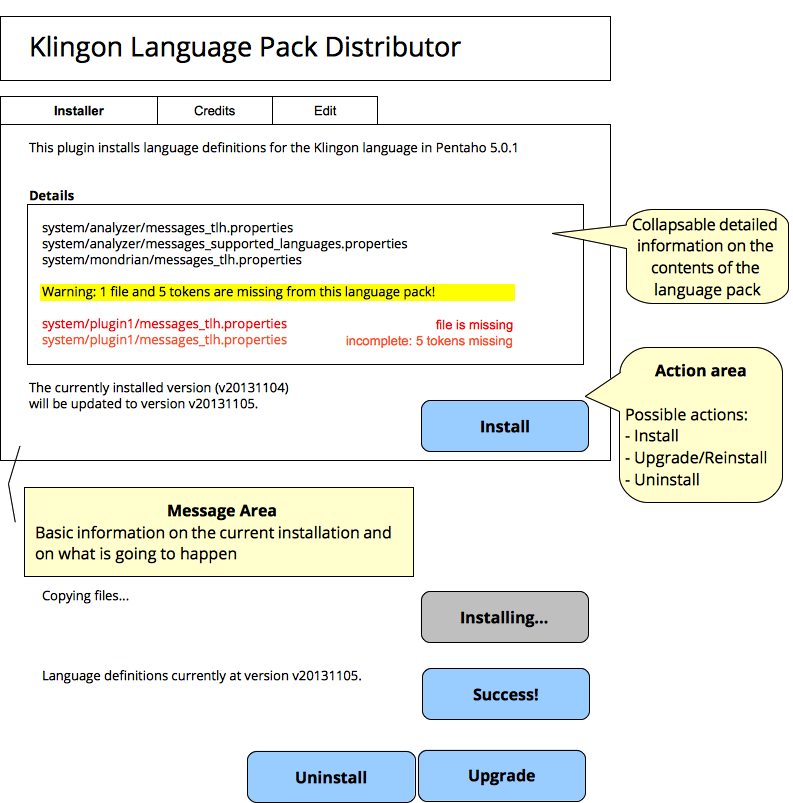 Klingon Language Pack Distributor
Installer
Credits
Edit
This plugin installs language definitions for the Klingon language in Pentaho 5.0.1
Details
system/analyzer/messages_tlh.properties
system/analyzer/messages_supported_languages.properties
system/mondrian/messages_tlh.properties
Warning: 1 file and 5 tokens are missing from this language pack!
system/plugin1/messages_tlh.properties file is missing
system/plugin1/messages_tlh.properties incomplete: 5 tokens missing
Collapsable detailed
information on the
contents of the
language pack
The currently installed version (v20131104)
will be updated to version v20131105.
Install
Action area
Possible actions:
- Install
- Upgrade/Reinstall
- Uninstall
Message Area
Basic information on the current installation and
on what is going to happen
Copying files...
Installing...
Language definitions currently at version v20131105.
Success!
Uninstall
Upgrade